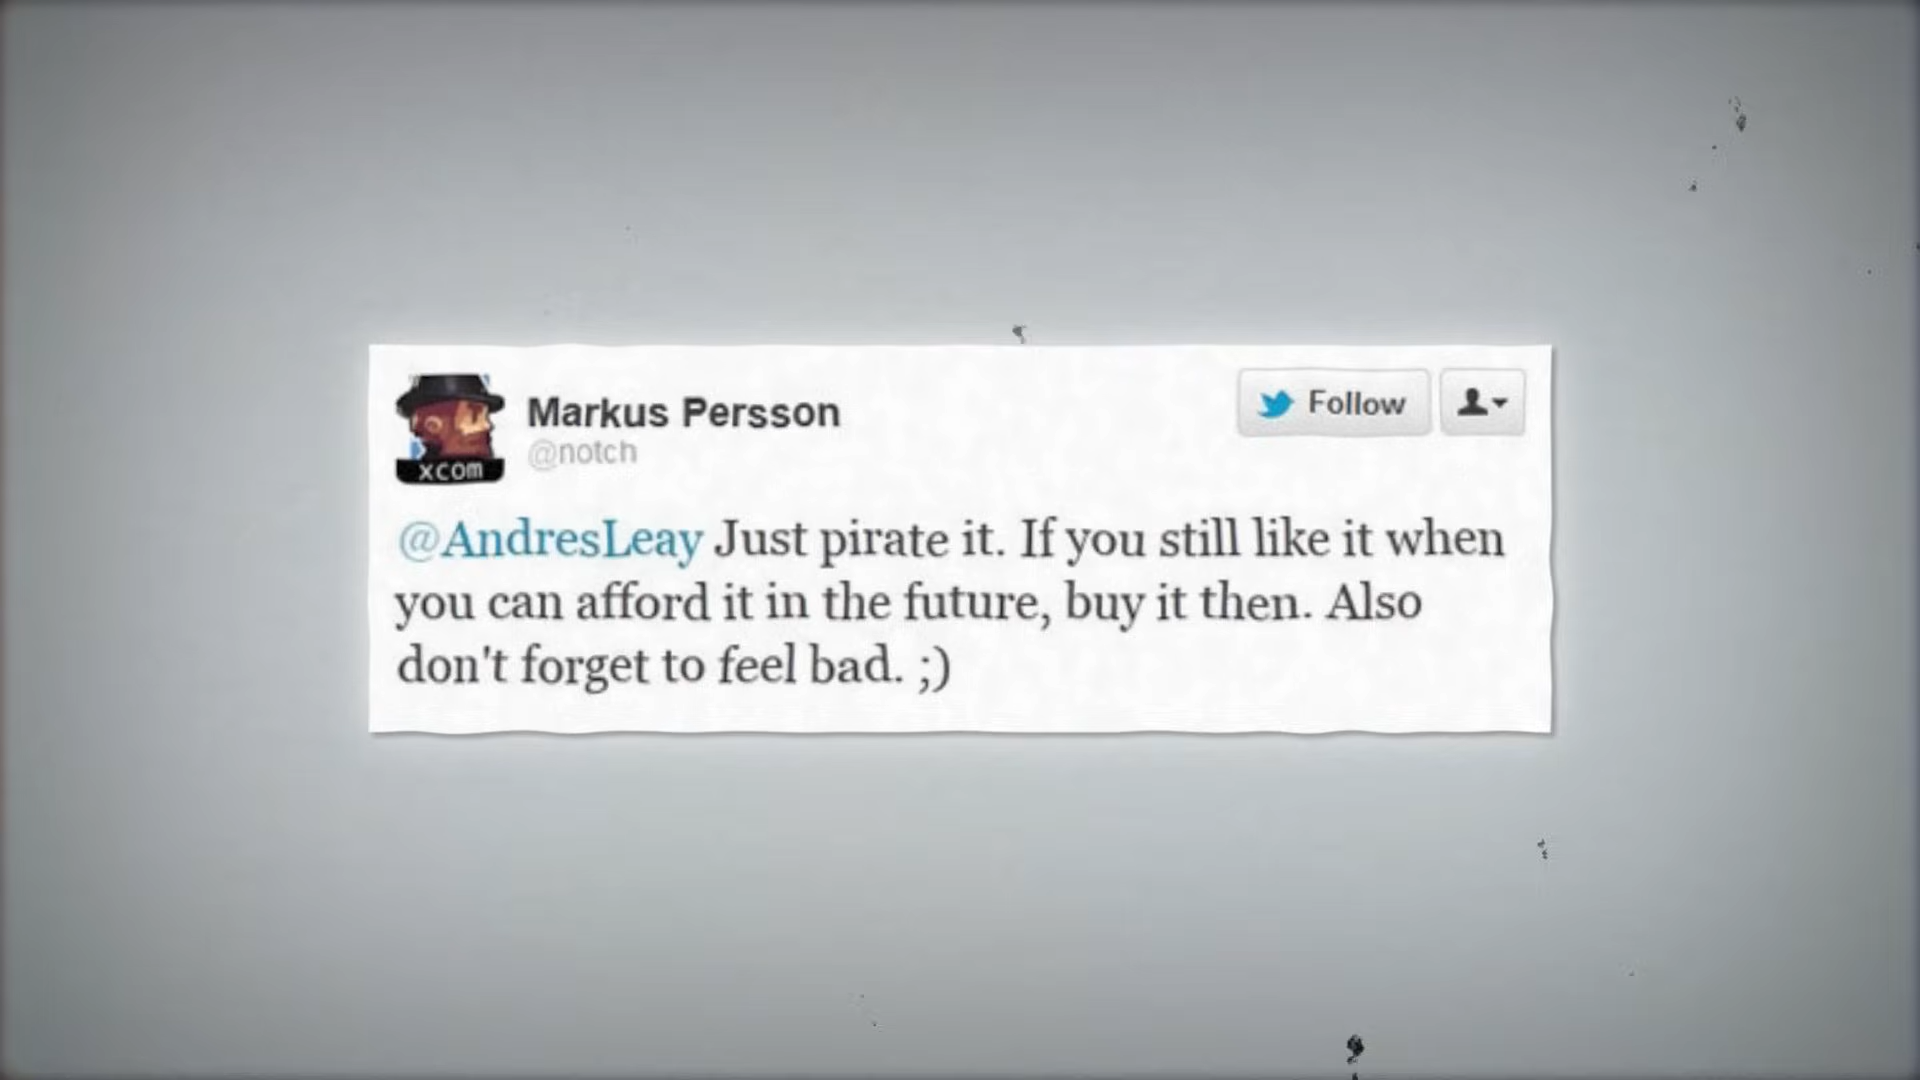 Markus Persson
@notch
Follow
xcom
@AndresLeay Just pirate it. If you still like it when
you can afford it in the future, buy it then. Also
don't forget to feel bad. ;)